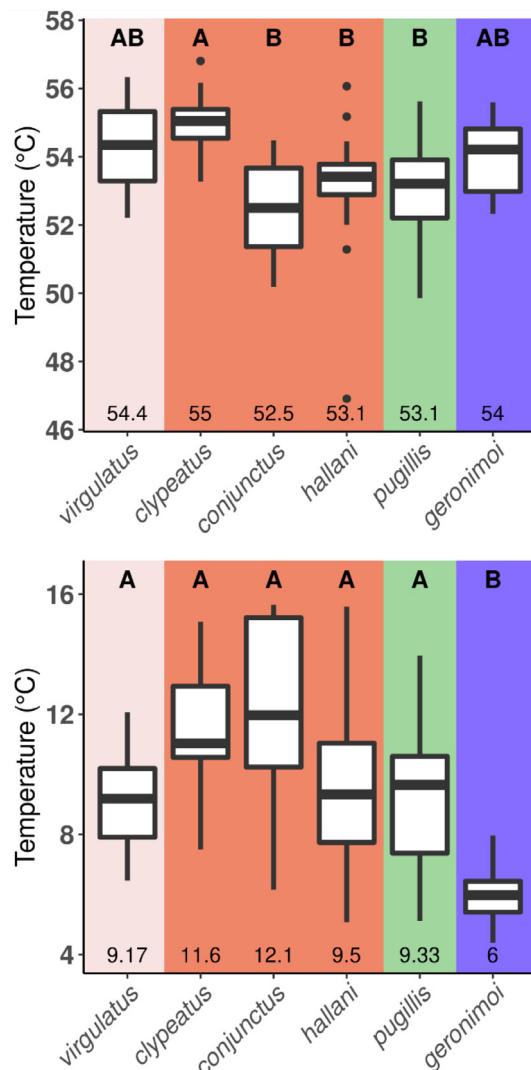 58
AB A B B B AB
56
54
52
50
48
46
Temperature (°C)
54.4 55 52.5 53.1 53.1 54
virgulatus clypeatus conjunctus hallani pugillis geronimoi
A A A A A B
16
12
8
4
Temperature (°C)
9.17 11.6 12.1 9.5 9.33 6
virgulatus clypeatus conjunctus hallani pugillis geronimoi